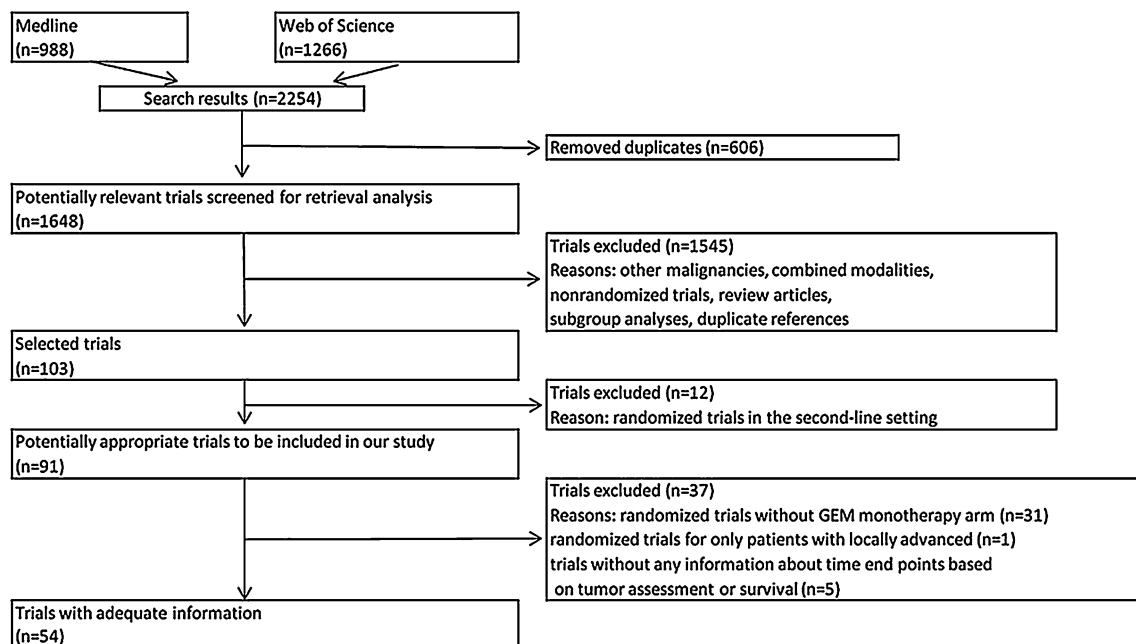 Medline
(n=988)
Web of Science
(n=1266)
Search results (n=2254)
Removed duplicates (n=606)
Potentially relevant trials screened for retrieval analysis
(n=1648)
Trials excluded (n=1545)
Reasons: other malignancies, combined modalities,
nonrandomized trials, review articles,
subgroup analyses, duplicate references
Selected trials
(n=103)
Trials excluded (n=12)
Reason: randomized trials in the second-line setting
Potentially appropriate trials to be included in our study
(n=91)
Trials excluded (n=37)
Reasons: randomized trials without GEM monotherapy arm (n=31)
randomized trials for only patients with locally advanced (n=1)
trials without any information about time end points based
on tumor assessment or survival (n=5)
Trials with adequate information
(n=54)